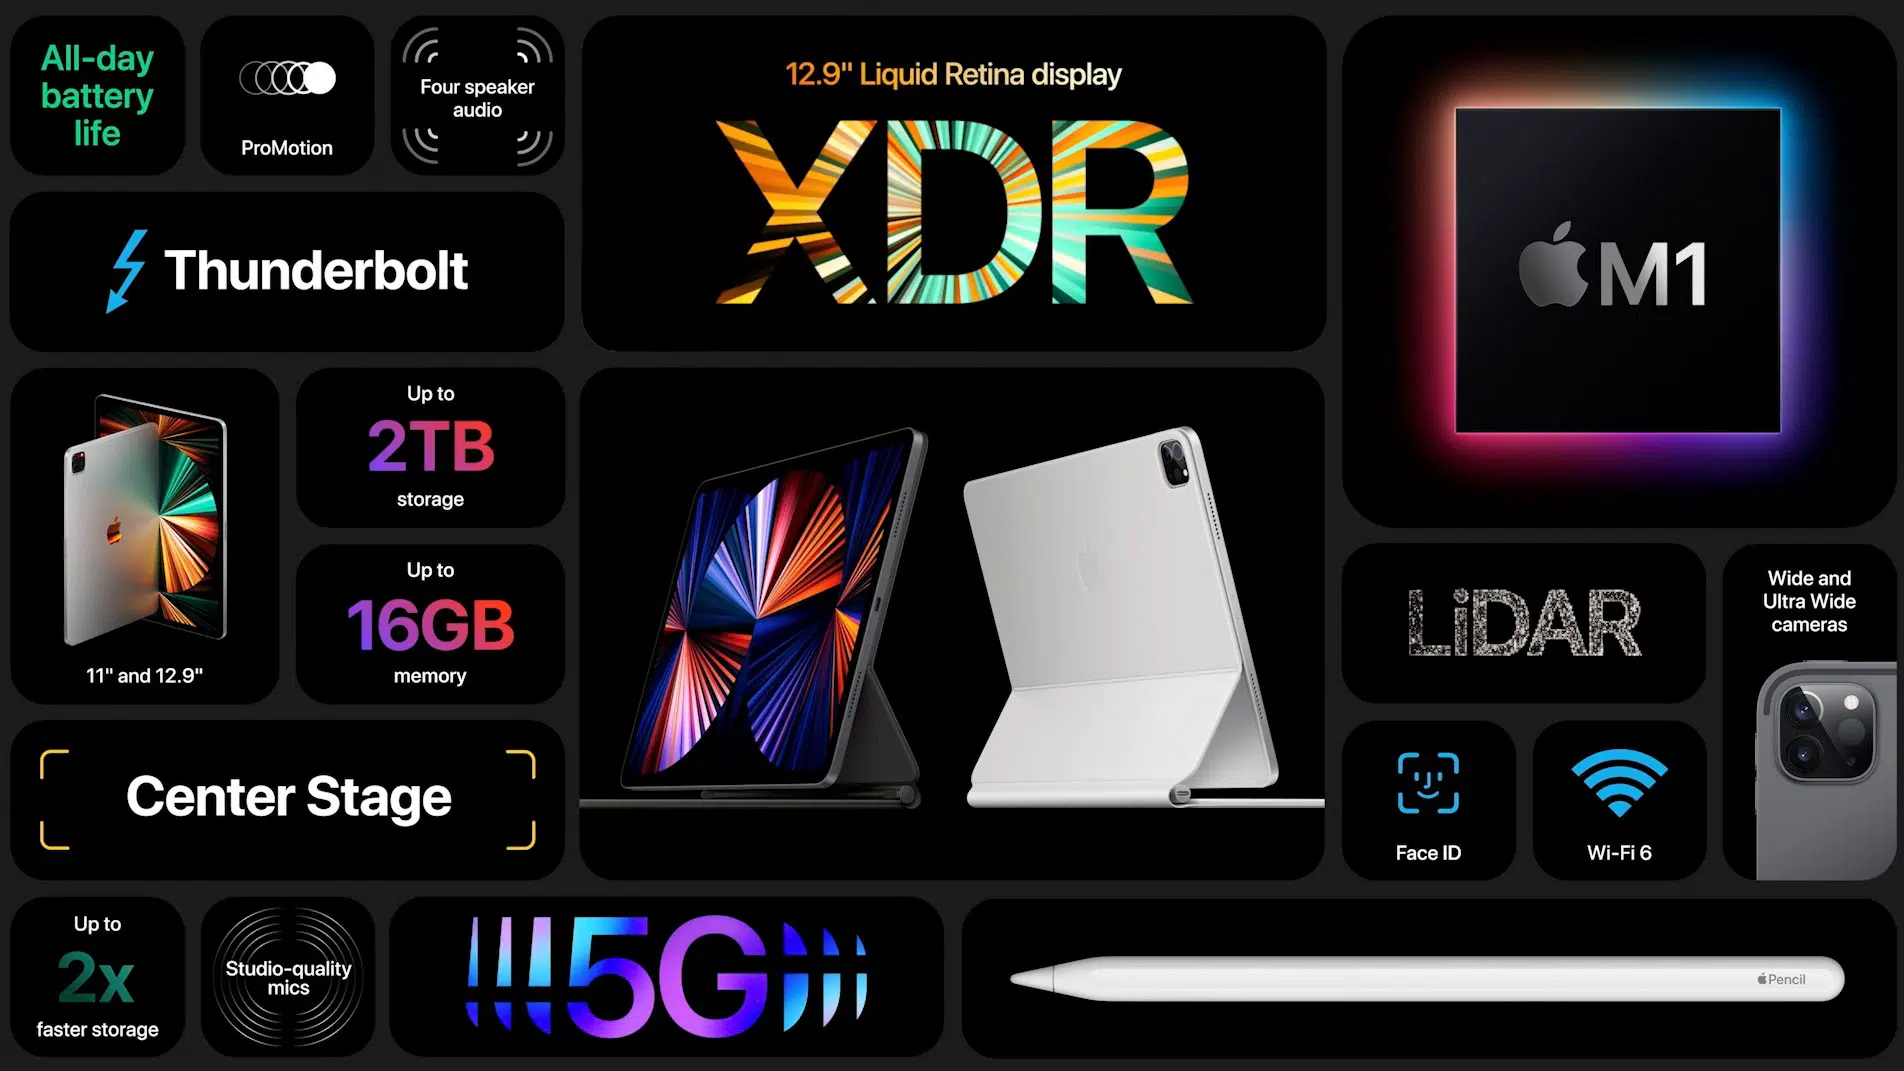 All-day
battery
life
ProMotion
Four speaker
audio
12.9" Liquid Retina display
XDR
M1
Thunderbolt
11" and 12.9"
Up to
2TB
storage
Up to
16GB
memory
LiDAR
Wide and
Ultra Wide
cameras
Center Stage
Face ID
Wi-Fi 6
Up to
2x
faster storage
Studio-quality
mics
5G
Pencil